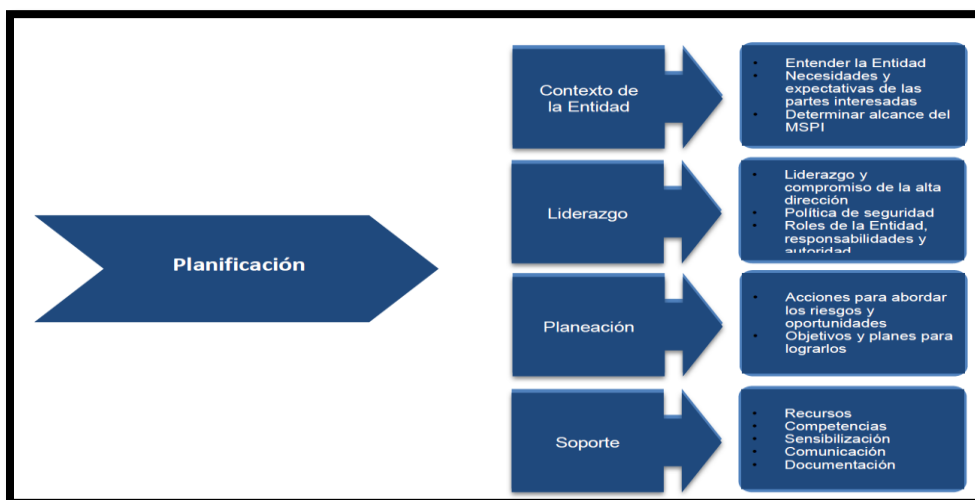 Planificación
Contexto de
la Entidad
Entender la Entidad
Necesidades y
expectativas de las
partes interesadas
Determinar alcance del
MSPI
Liderazgo
Liderazgo y
compromiso de la alta
dirección
Política de seguridad
Roles de la Entidad,
responsabilidades y
autoridad
Planeación
Acciones para abordar
los riesgos y
oportunidades
Objetivos y planes para
lograrlos
Soporte
Recursos
Competencias
Sensibilización
Comunicación
Documentación